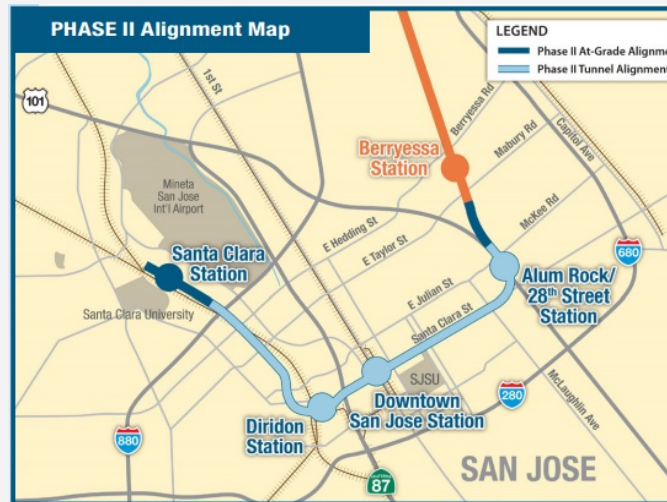 PHASE II Alignment Map
LEGEND
Phase II At-Grade Alignm
Phase II Tunnel Alignment
101
1st St
Berryessa Rd
Mabury Rd
Capitol Ave
Berryessa
Station
McKee Rd
Mineta
San Jose
Int'l Airport
E Hedding St
E Taylor St
680
Santa Clara
Station
Alum Rock/
28th Street
Station
E Julian St
Santa Clara University
Santa Clara St
SJSU
McLaughlin Ave
Downtown
San Jose Station
280
Diridon
Station
880
87
SAN JOSE